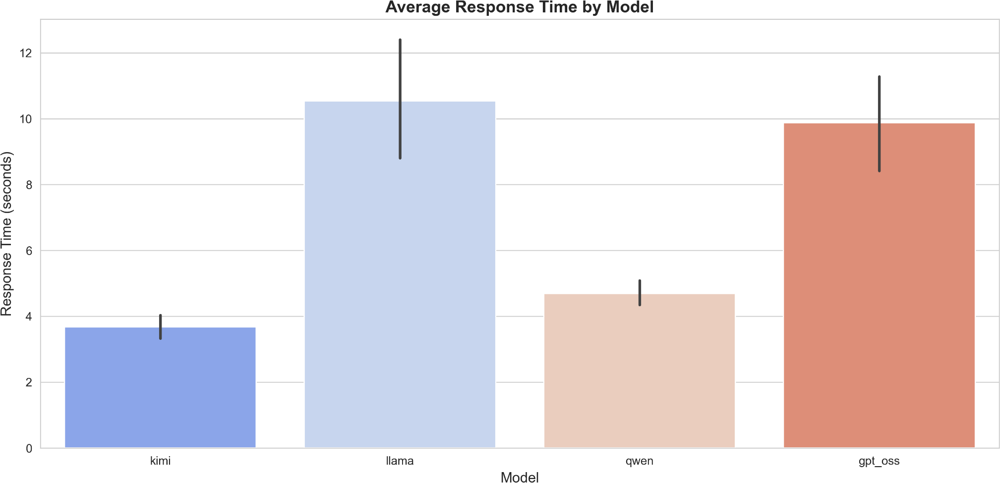 Average Response Time by Model
Response Time (seconds)
12
10
8
6
4
2
0
kimi
llama
qwen
gpt_oss
Model